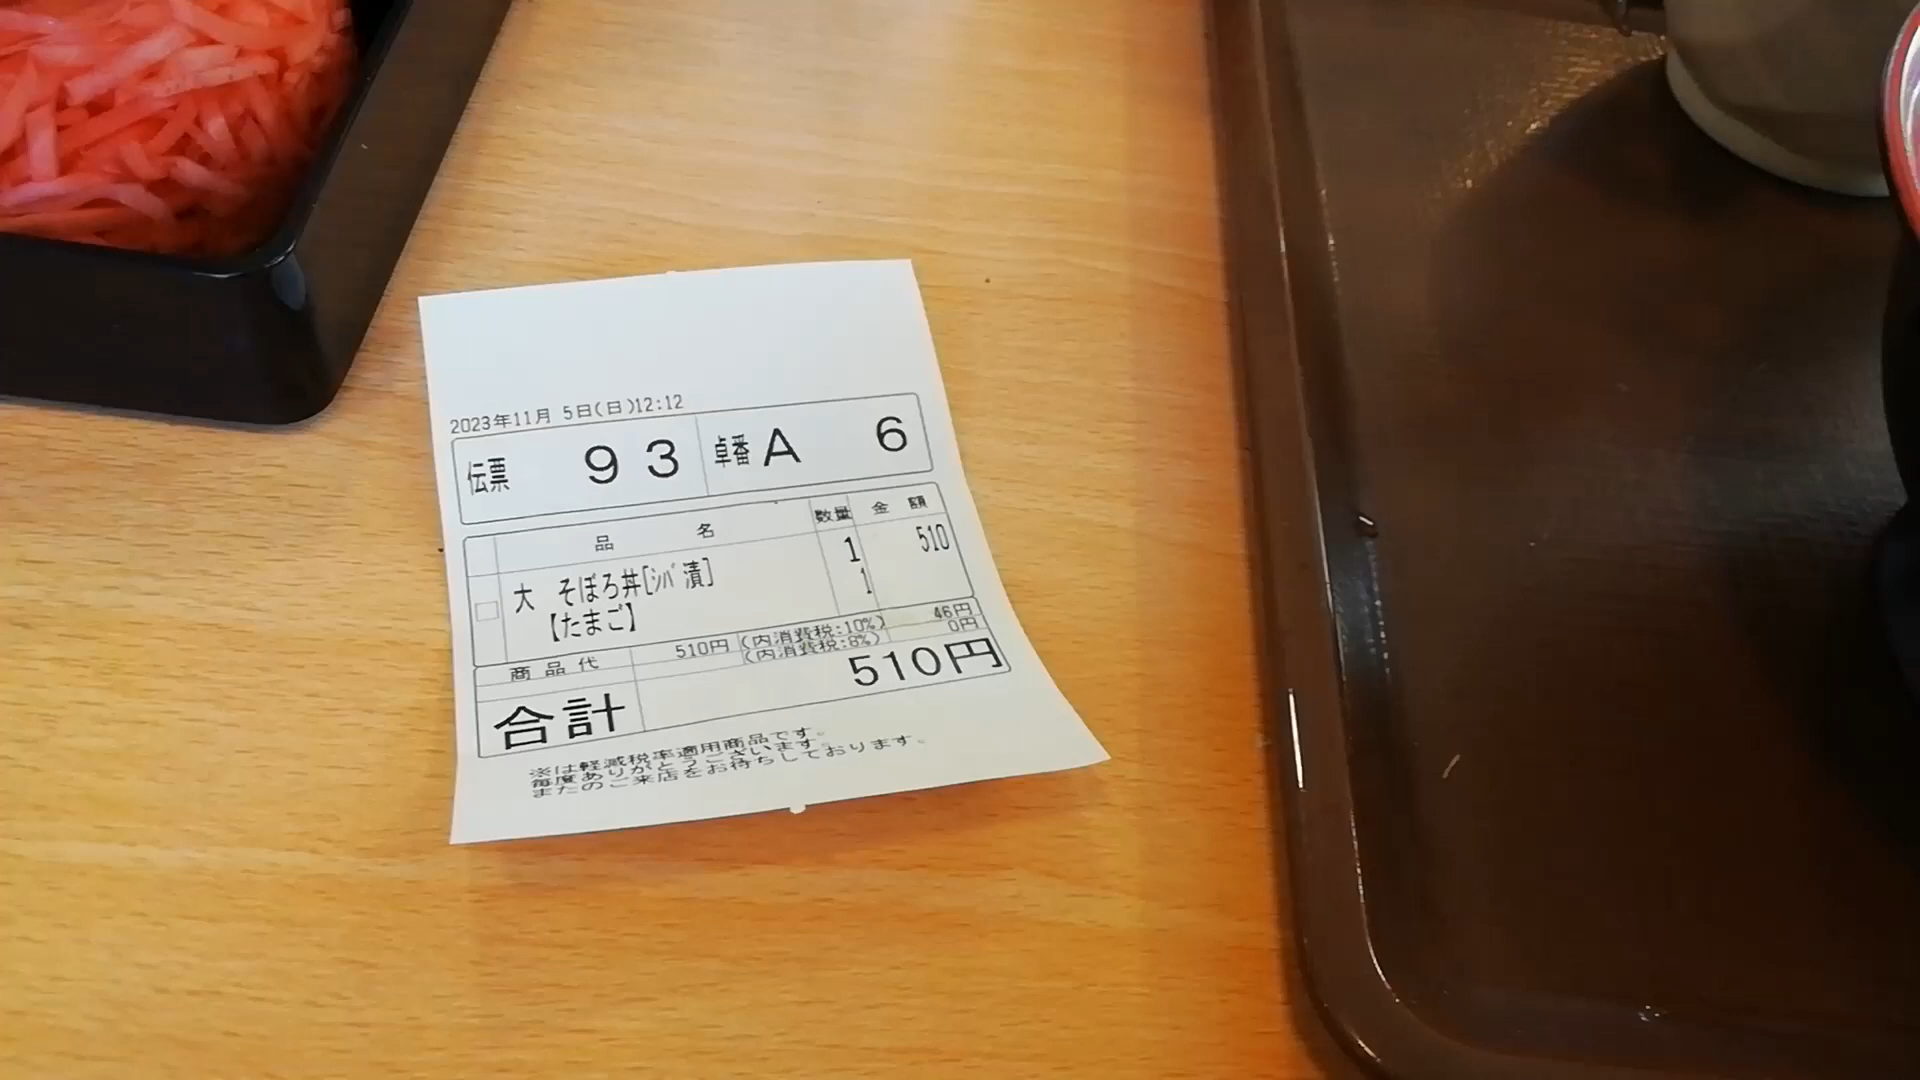 2023年11月 5日(日)12:12
伝票 93 卓番 A 6
品 名 数量 金 額
大 そぼろ丼[ｼﾊﾞ漬] 1 510
【たまご】 1
商品代 510円 (内消費税:10%) 46円
(内消費税:8%) 0円
合計 510円
※は軽減税率適用商品です。
毎度ありがとうございます。
またのご来店をお待ちしております。